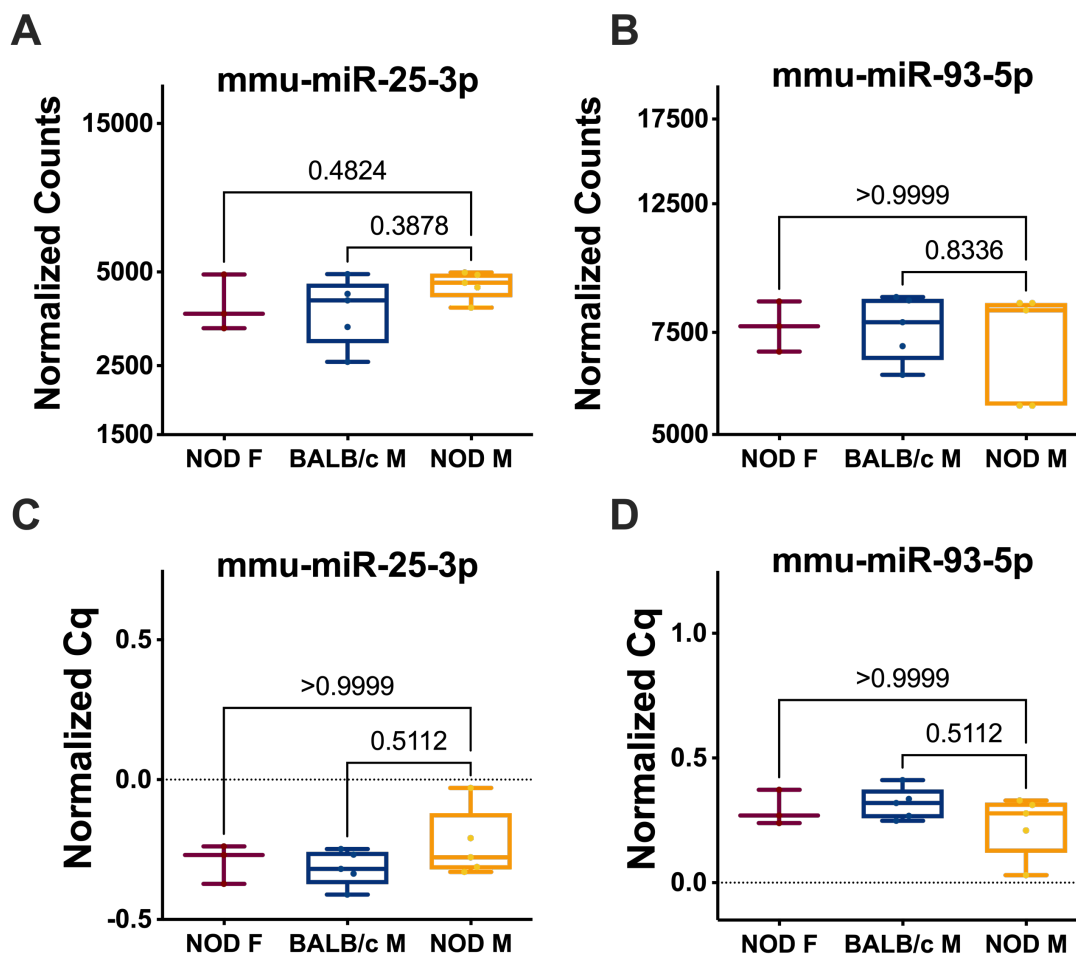 A
mmu-miR-25-3p
Normalized Counts
15000
5000
2500
1500
0.4824
0.3878
NOD F BALB/c M NOD M
B
mmu-miR-93-5p
Normalized Counts
17500
12500
7500
5000
>0.9999
0.8336
NOD F BALB/c M NOD M
C
mmu-miR-25-3p
Normalized Cq
0.5
0.0
-0.5
>0.9999
0.5112
NOD F BALB/c M NOD M
D
mmu-miR-93-5p
Normalized Cq
1.0
0.5
0.0
>0.9999
0.5112
NOD F BALB/c M NOD M